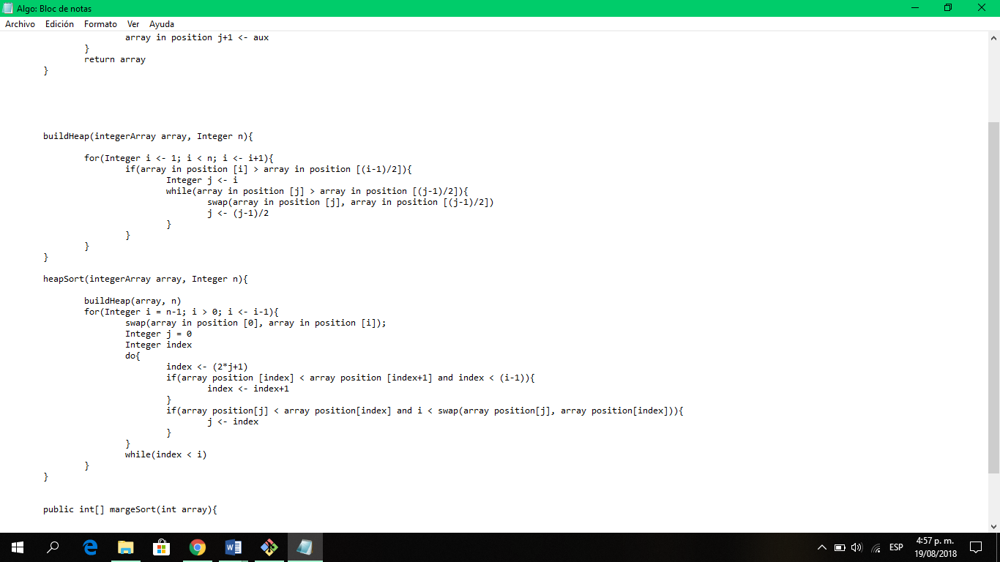 Algo: Bloc de notas
Archivo Edición Formato Ver Ayuda
array in position j+1 <- aux
}
return array
}
buildHeap(integerArray array, Integer n){
for(Integer i <- 1; i < n; i <- i+1){
if(array in position [i] > array in position [(i-1)/2]){
Integer j <- i
while(array in position [j] > array in position [(j-1)/2]){
swap(array in position [j], array in position [(j-1)/2])
j <- (j-1)/2
}
}
}
}
heapSort(integerArray array, Integer n){
buildHeap(array, n)
for(Integer i = n-1; i > 0; i <- i-1){
swap(array in position [0], array in position [i]);
Integer j = 0
Integer index
do{
index <- (2*j+1)
if(array position [index] < array position [index+1] and index < (i-1)){
index <- index+1
}
if(array position[j] < array position[index] and i < swap(array position[j], array position[index])){
j <- index
}
}
while(index < i)
}
}
public int[] margeSort(int array){
ESP
4:57 p. m.
19/08/2018